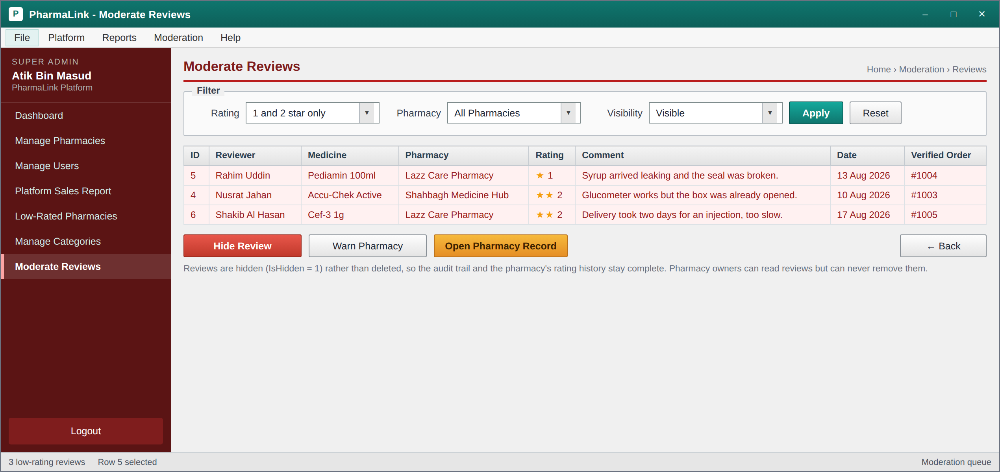 P PharmaLink - Moderate Reviews
File Platform Reports Moderation Help
SUPER ADMIN
Atik Bin Masud
PharmaLink Platform
Dashboard
Manage Pharmacies
Manage Users
Platform Sales Report
Low-Rated Pharmacies
Manage Categories
Moderate Reviews
Logout
Moderate Reviews
Home › Moderation › Reviews
Filter
Rating 1 and 2 star only ▼ Pharmacy All Pharmacies ▼ Visibility Visible ▼ Apply Reset
ID Reviewer Medicine Pharmacy Rating Comment Date Verified Order
5 Rahim Uddin Pediamin 100ml Lazz Care Pharmacy ★ 1 Syrup arrived leaking and the seal was broken. 13 Aug 2026 #1004
4 Nusrat Jahan Accu-Chek Active Shahbagh Medicine Hub ★★ 2 Glucometer works but the box was already opened. 10 Aug 2026 #1003
6 Shakib Al Hasan Cef-3 1g Lazz Care Pharmacy ★★ 2 Delivery took two days for an injection, too slow. 17 Aug 2026 #1005
Hide Review Warn Pharmacy Open Pharmacy Record ← Back
Reviews are hidden (IsHidden = 1) rather than deleted, so the audit trail and the pharmacy's rating history stay complete. Pharmacy owners can read reviews but can never remove them.
3 low-rating reviews Row 5 selected Moderation queue